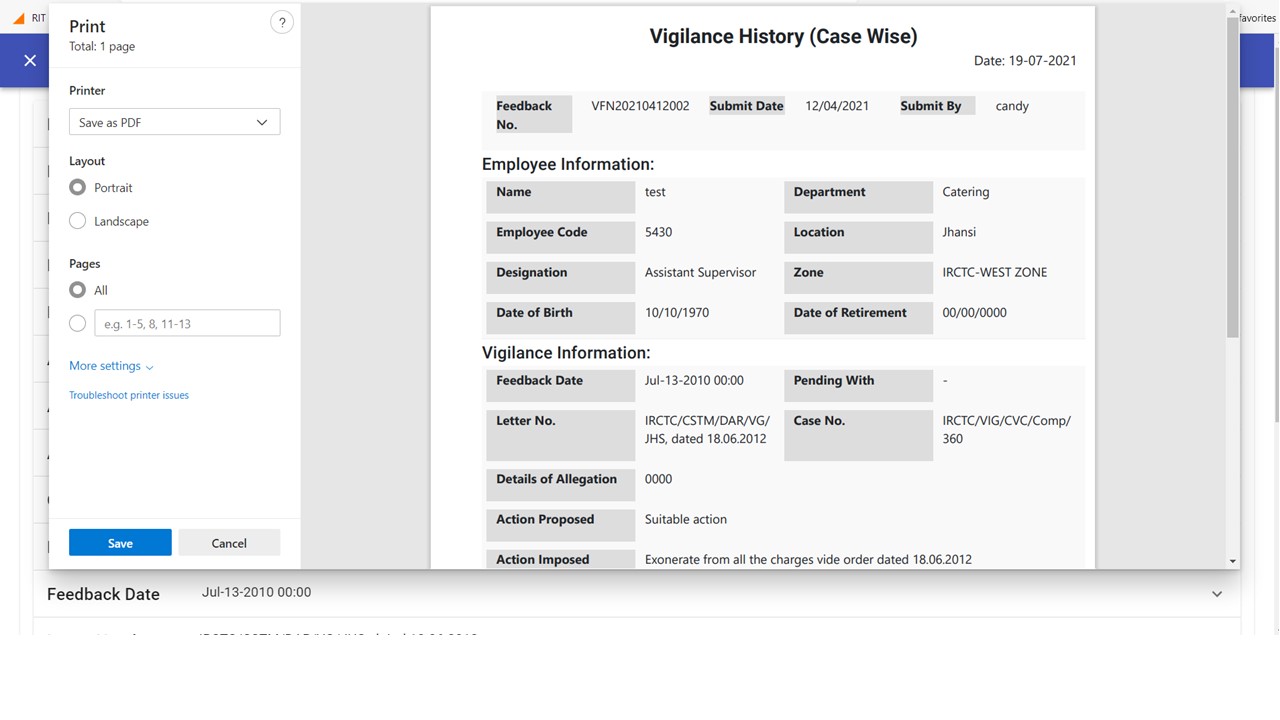 RIT
favorites
Print
Total: 1 page
?
Printer
Save as PDF
Layout
Portrait
Landscape
Pages
All
e.g. 1-5, 8, 11-13
More settings
Troubleshoot printer issues
Save
Cancel
Vigilance History (Case Wise)
Date: 19-07-2021
Feedback No. VFN20210412002 Submit Date 12/04/2021 Submit By candy
Employee Information:
Name test Department Catering
Employee Code 5430 Location Jhansi
Designation Assistant Supervisor Zone IRCTC-WEST ZONE
Date of Birth 10/10/1970 Date of Retirement 00/00/0000
Vigilance Information:
Feedback Date Jul-13-2010 00:00 Pending With -
Letter No. IRCTC/CSTM/DAR/VG/ Case No. IRCTC/VIG/CVC/Comp/
JHS, dated 18.06.2012 360
Details of Allegation 0000
Action Proposed Suitable action
Action Imposed Exonerate from all the charges vide order dated 18.06.2012
Feedback Date Jul-13-2010 00:00